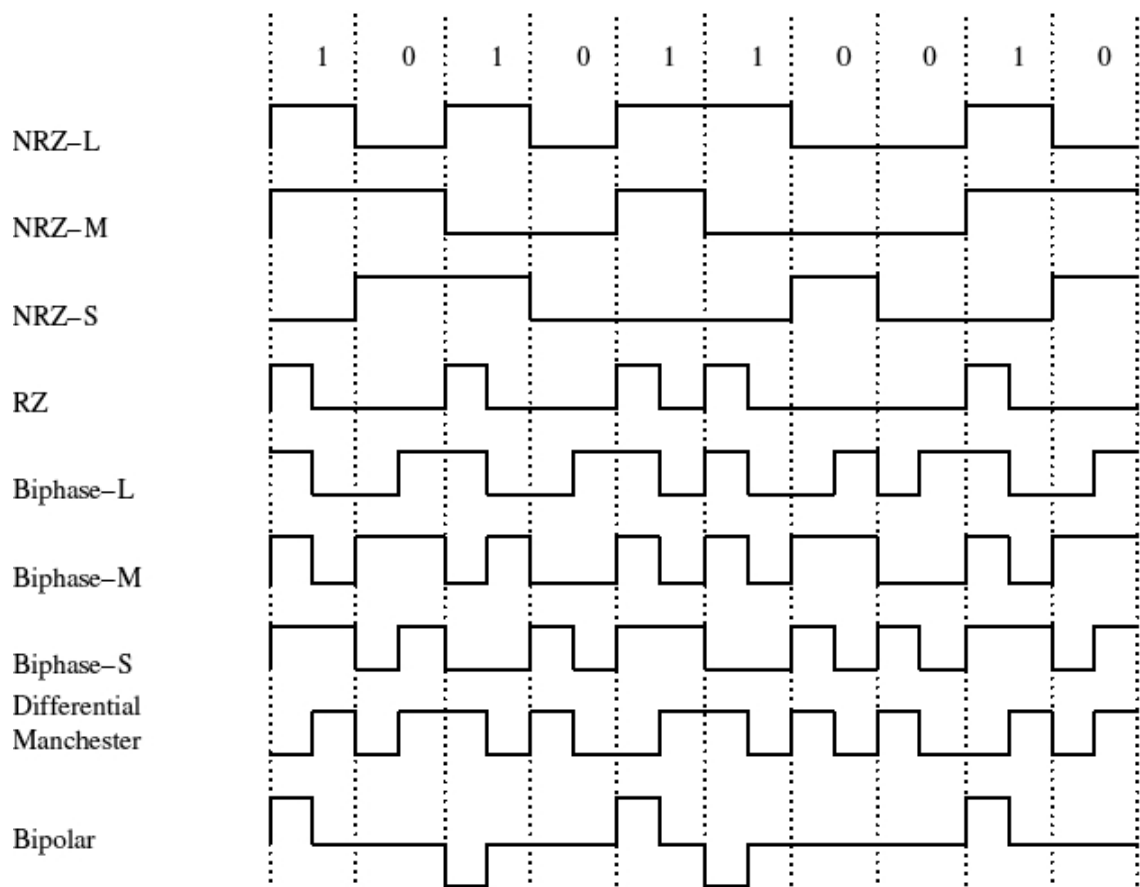 1 0 1 0 1 1 0 0 1 0
NRZ–L
NRZ–M
NRZ–S
RZ
Biphase–L
Biphase–M
Biphase–S
Differential
Manchester
Bipolar